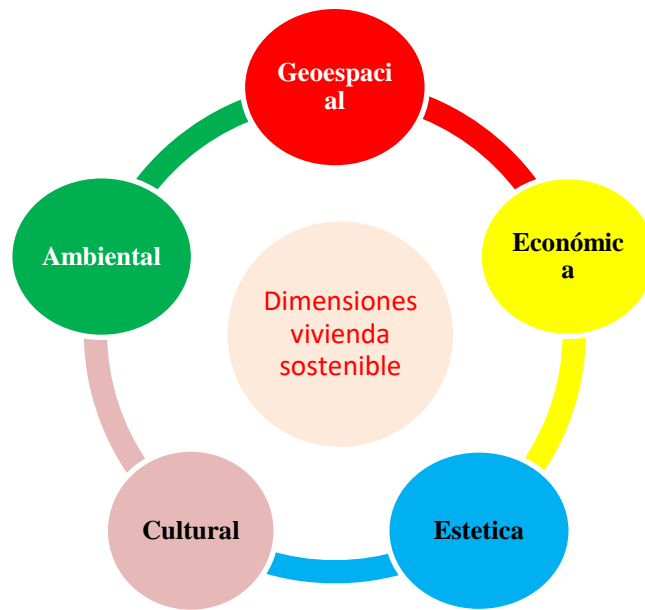 Geoespaci
al
Económic
a
Estetica
Cultural
Ambiental
Dimensiones
vivienda
sostenible